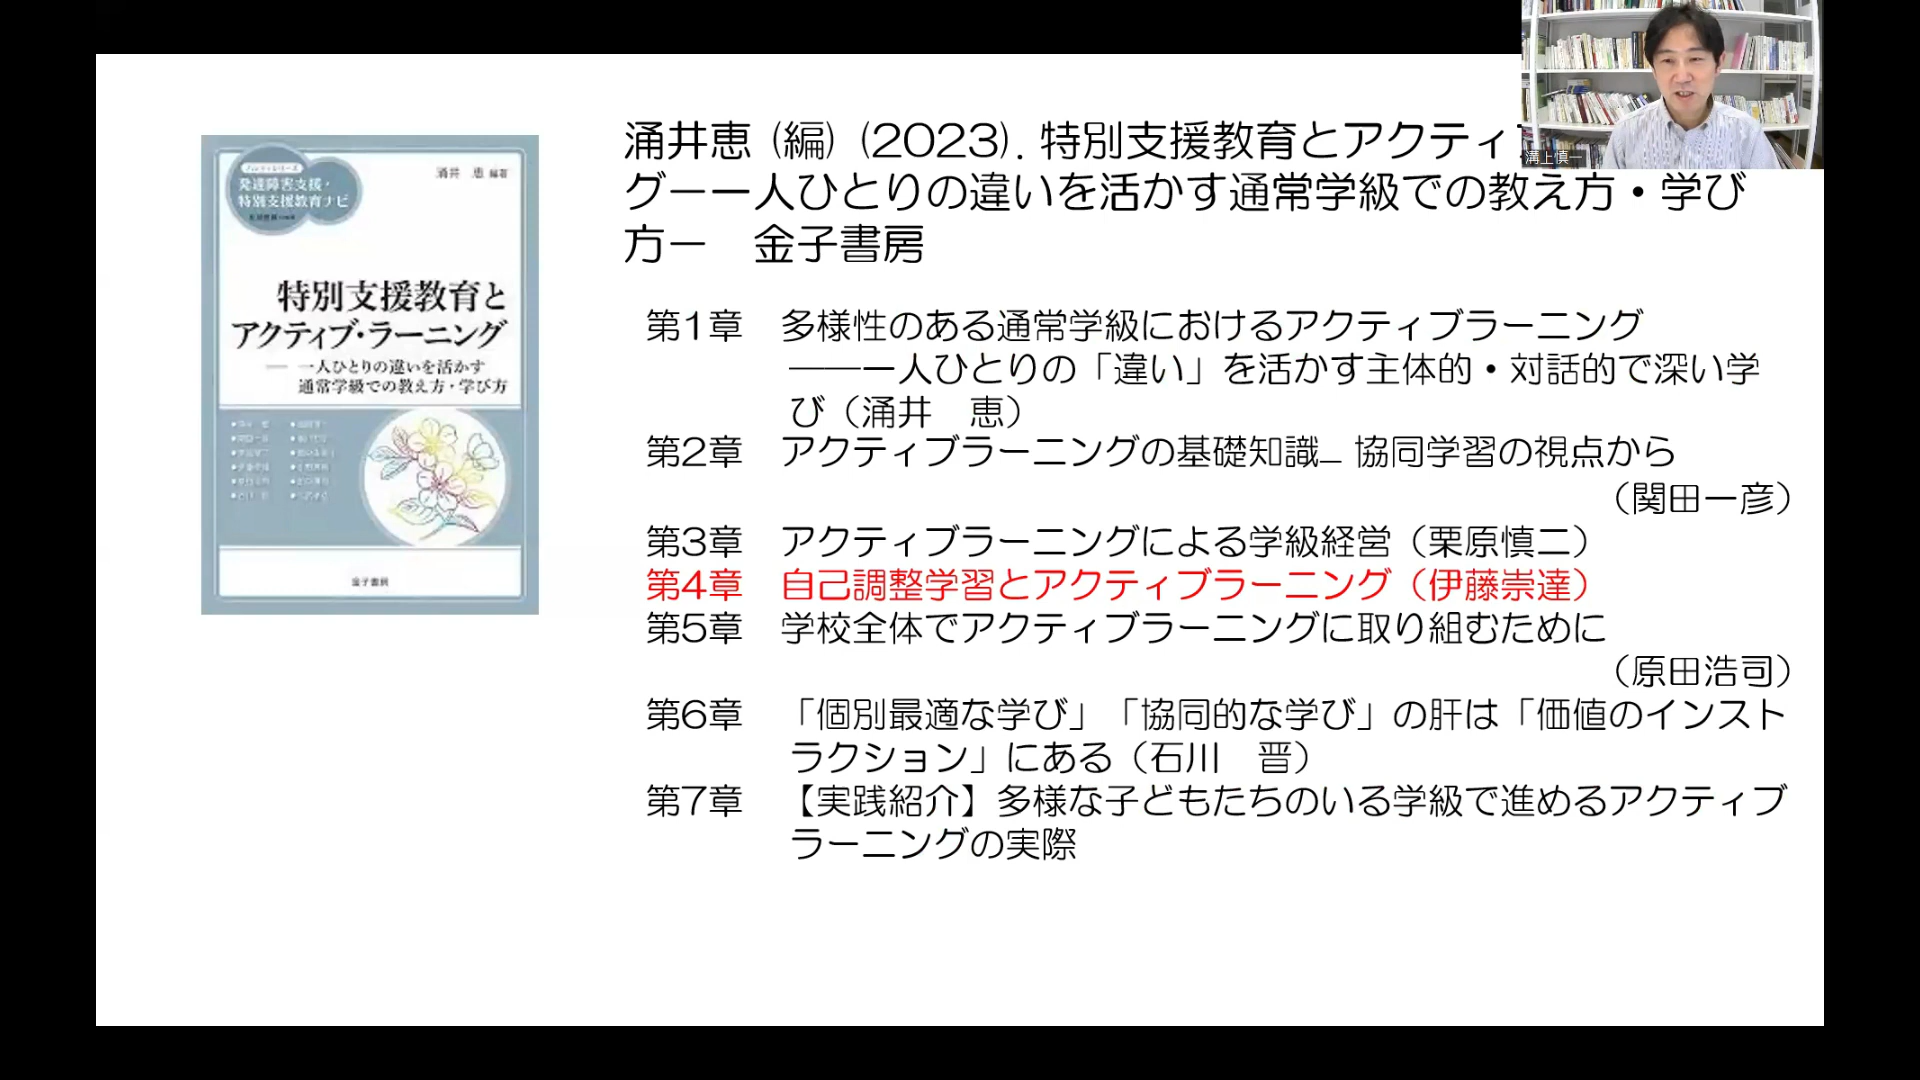 涌井恵（編）（2023）. 特別支援教育とアクティ
グー一人ひとりの違いを活かす通常学級での教え方・学び
方ー　金子書房
溝上慎一
発達障害支援・
特別支援教育ナビ
涌井　恵 編著
特別支援教育と
アクティブ・ラーニング
― 一人ひとりの違いを活かす
通常学級での教え方・学び方
金子書房
第1章　多様性のある通常学級におけるアクティブラーニング
――一人ひとりの「違い」を活かす主体的・対話的で深い学
び（涌井　恵）
第2章　アクティブラーニングの基礎知識_ 協同学習の視点から
（関田一彦）
第3章　アクティブラーニングによる学級経営（栗原慎二）
第4章　自己調整学習とアクティブラーニング（伊藤崇達）
第5章　学校全体でアクティブラーニングに取り組むために
（原田浩司）
第6章　「個別最適な学び」「協同的な学び」の肝は「価値のインスト
ラクション」にある（石川　晋）
第7章　【実践紹介】多様な子どもたちのいる学級で進めるアクティブ
ラーニングの実際